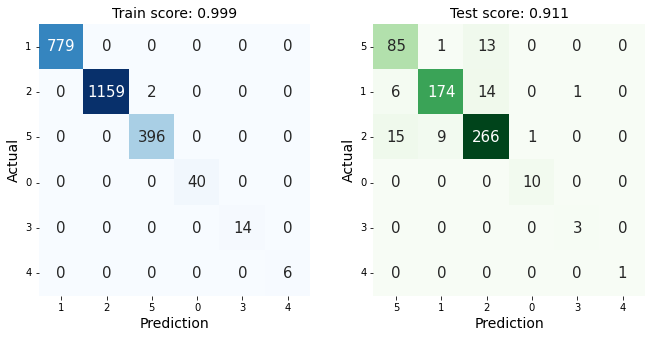 Train score: 0.999
Actual
1 779 0 0 0 0 0
2 0 1159 2 0 0 0
5 0 0 396 0 0 0
0 0 0 0 40 0 0
3 0 0 0 0 14 0
4 0 0 0 0 0 6
1 2 5 0 3 4
Prediction
Test score: 0.911
Actual
5 85 1 13 0 0 0
1 6 174 14 0 1 0
2 15 9 266 1 0 0
0 0 0 0 10 0 0
3 0 0 0 0 3 0
4 0 0 0 0 0 1
5 1 2 0 3 4
Prediction